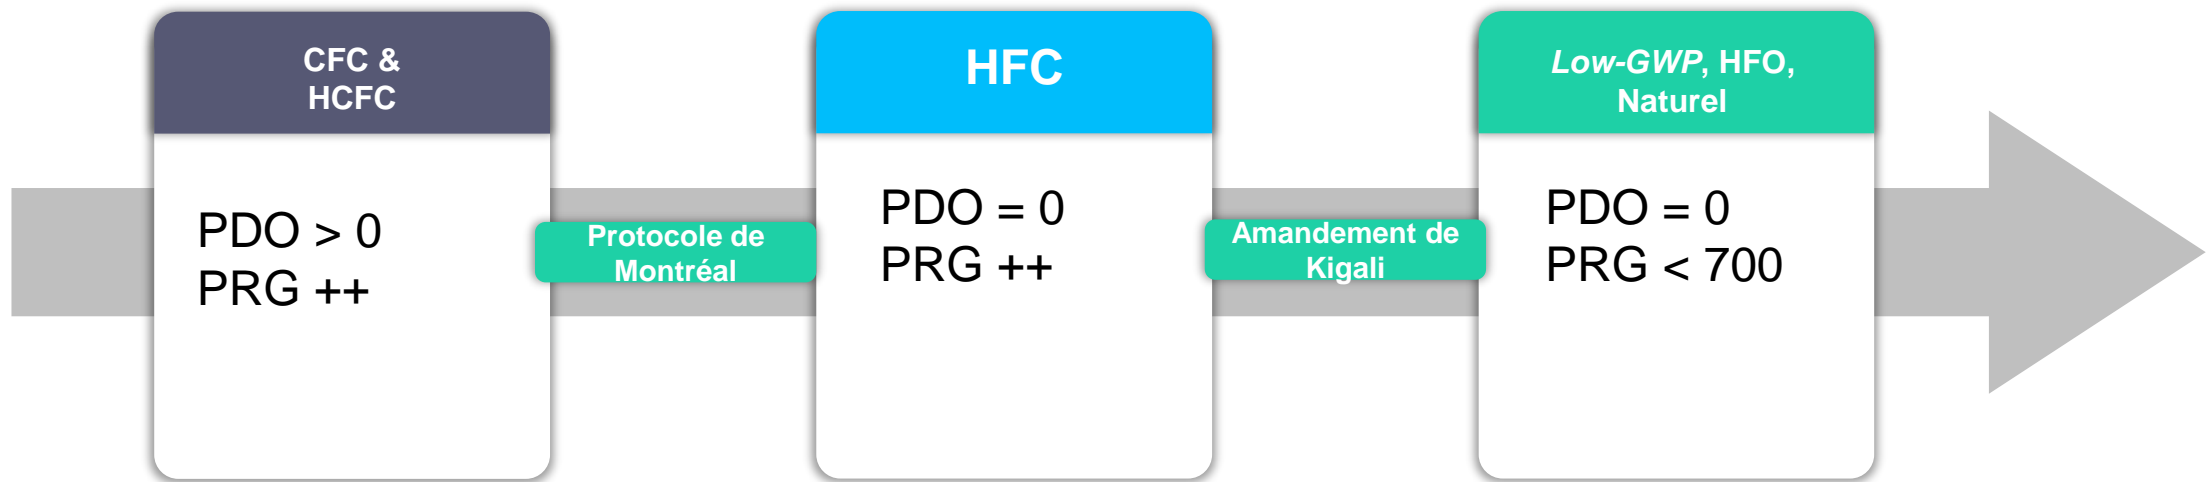 CFC &
HCFC
PDO > 0
PRG ++
Protocole de
Montréal
HFC
PDO = 0
PRG ++
Amandement de
Kigali
Low-GWP, HFO,
Naturel
PDO = 0
PRG < 700